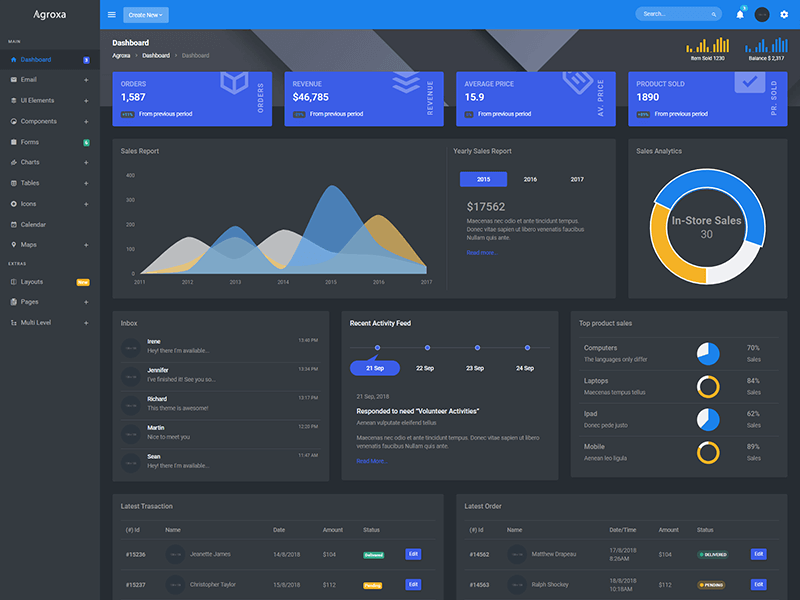 Agroxa
Create New
Search...
3
MAIN
Dashboard
3
Email
UI Elements
Components
Forms
6
Charts
Tables
Icons
Calendar
Maps
EXTRAS
Layouts
New
Pages
Multi Level
Dashboard
Agroxa > Dashboard > Dashboard
Item Sold 1230
Balance $ 2,317
ORDERS
1,587
From previous period
ORDERS
REVENUE
$46,785
From previous period
REVENUE
AVERAGE PRICE
15.9
From previous period
AV. PRICE
PRODUCT SOLD
1890
From previous period
PR. SOLD
Sales Report
400
300
200
100
0
2011 2012 2013 2014 2015 2016 2017
Yearly Sales Report
2015 2016 2017
$17562
Maecenas nec odio et ante tincidunt tempus.
Donec vitae sapien ut libero venenatis faucibus
Nullam quis ante.
Read more..
Sales Analytics
In-Store Sales
30
Inbox
Irene 13:40 PM
Hey! there I'm available...
Jennifer 13:34 PM
I've finished it! See you so...
Richard 13:17 PM
This theme is awesome!
Martin 12:20 PM
Nice to meet you
Sean 11:47 AM
Hey! there I'm available...
Recent Activity Feed
21 Sep 22 Sep 23 Sep 24 Sep
21 Sep, 2018
Responded to need "Volunteer Activities"
Aenean vulputate eleifend tellus
Maecenas nec odio et ante tincidunt tempus. Donec vitae sapien ut libero
venenatis faucibus Nullam quis ante.
Read More...
Top product sales
Computers 70%
The languages only differ Sales
Laptops 84%
Maecenas tempus tellus Sales
Ipad 62%
Donec pede justo Sales
Mobile 89%
Aenean leo ligula Sales
Latest Trasaction
(#) Id Name Date Amount Status
#15236 Jeanette James 14/8/2018 $104 Delivered Edit
#15237 Christopher Taylor 15/8/2018 $112 Pending Edit
Latest Order
(#) Id Name Date/Time Amount Status
#14562 Matthew Drapeau 17/8/2018 8:26AM $104 DELIVERED Edit
#14563 Ralph Shockey 18/8/2018 10:18AM $112 PENDING Edit